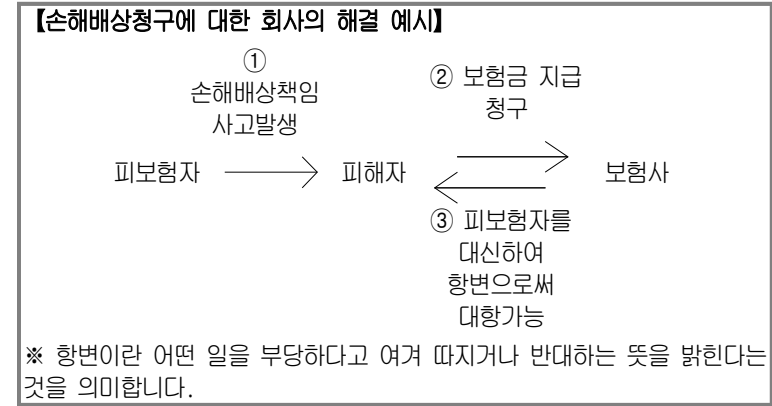 【손해배상청구에 대한 회사의 해결 예시】
①
손해배상책임
사고발생
② 보험금 지급
청구
피보험자
피해자
보험사
③ 피보험자를
대신하여
항변으로써
대항가능
※ 항변이란 어떤 일을 부당하다고 여겨 따지거나 반대하는 뜻을 밝힌다는
것을 의미합니다.